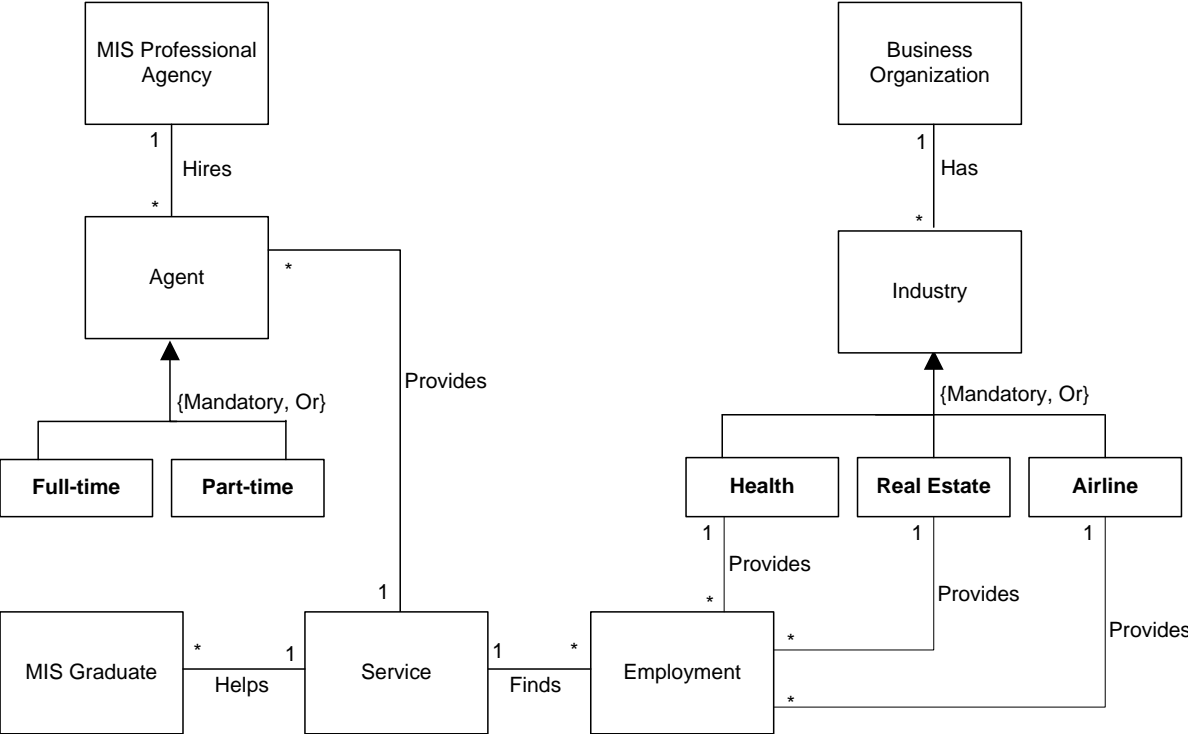 MIS Professional
Agency
Business
Organization
1
Hires
*
1
Has
*
Agent
*
Industry
Provides
{Mandatory, Or}
{Mandatory, Or}
Full-time
Part-time
Health
Real Estate
Airline
1
1
1
Provides
Provides
Provides
1
*
*
*
MIS Graduate
*
Helps
1
Service
1
Finds
*
Employment